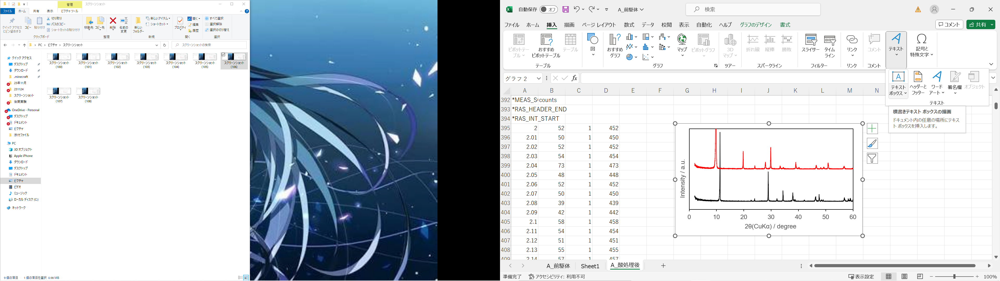 管理
スクリーンショット
ファイル ホーム 共有 表示 ピクチャ ツール
クイック アクセス
にピン留めする
コピー
貼り付け
切り取り
パスのコピー
ショートカットの貼り付け
クリップボード
移動先 コピー先 削除 名前の
変更
整理
新しい
フォルダー
新しいアイテム
ショートカット
新規
プロパティ
開く
編集
履歴
開く
すべて選択
選択解除
選択の切り替え
選択
PC › ピクチャ › スクリーンショット
スクリーンショットの検索
クイック アクセス
デスクトップ
ダウンロード
.minecraft
23年11月
231124
スクリーンショット
後期実験
OneDrive - Personal
デスクトップ
ドキュメント
ピクチャ
添付ファイル
PC
3D オブジェクト
Apple iPhone
ダウンロード
デスクトップ
ドキュメント
ピクチャ
ビデオ
ミュージック
ローカル ディスク (C:)
ネットワーク
スクリーンショット
(100)
スクリーンショット
(101)
スクリーンショット
(102)
スクリーンショット
(103)
スクリーンショット
(104)
スクリーンショット
(105)
スクリーンショット
(106)
スクリーンショット
(107)
スクリーンショット
(108)
9 個の項目 1 個の項目を選択 0.98 MB
自動保存 オフ
A_前駆体
検索
ファイル ホーム 挿入 描画 ページ レイアウト 数式 データ 校閲 表示 自動化 ヘルプ グラフのデザイン 書式
コメント 共有
ピボットテー
ブル
おすすめ
ピボットテーブル
テーブル
テーブル
図
おすすめ
グラフ
マップ
ピボットグラフ
グラフ
3D
マップ
ツアー
折れ線 縦棒 勝敗
スパークライン
スライサー
タイム
ライン
フィルター
リンク
リンク
コメント
コメント
テキスト
記号と
特殊文字
テキスト
ボックス
ヘッダーと
フッター
ワード
アート
署名欄
オブジェクト
テキスト
横書きテキスト ボックスの描画
ドキュメント内の任意の場所にテキス
ト ボックスを挿入します。
グラフ 2
fx
A B C D E F G H I J K L M N
392 *MEAS_S counts
393 *RAS_HEADER_END
394 *RAS_INT_START
395 2 52 1 452
396 2.01 50 1 450
397 2.02 52 1 452
398 2.03 54 1 454
399 2.04 73 1 473
400 2.05 48 1 448
401 2.06 52 1 452
402 2.07 50 1 450
403 2.08 39 1 439
404 2.09 42 1 442
405 2.1 58 1 458
406 2.11 54 1 454
407 2.12 51 1 451
408 2.13 55 1 455
409 2.14 57 1 457
Intensity / a.u.
0 10 20 30 40 50 60
2θ(CuKα) / degree
A_前駆体 Sheet1 A_酸処理後
準備完了 アクセシビリティ: 利用不可
表示設定
100%